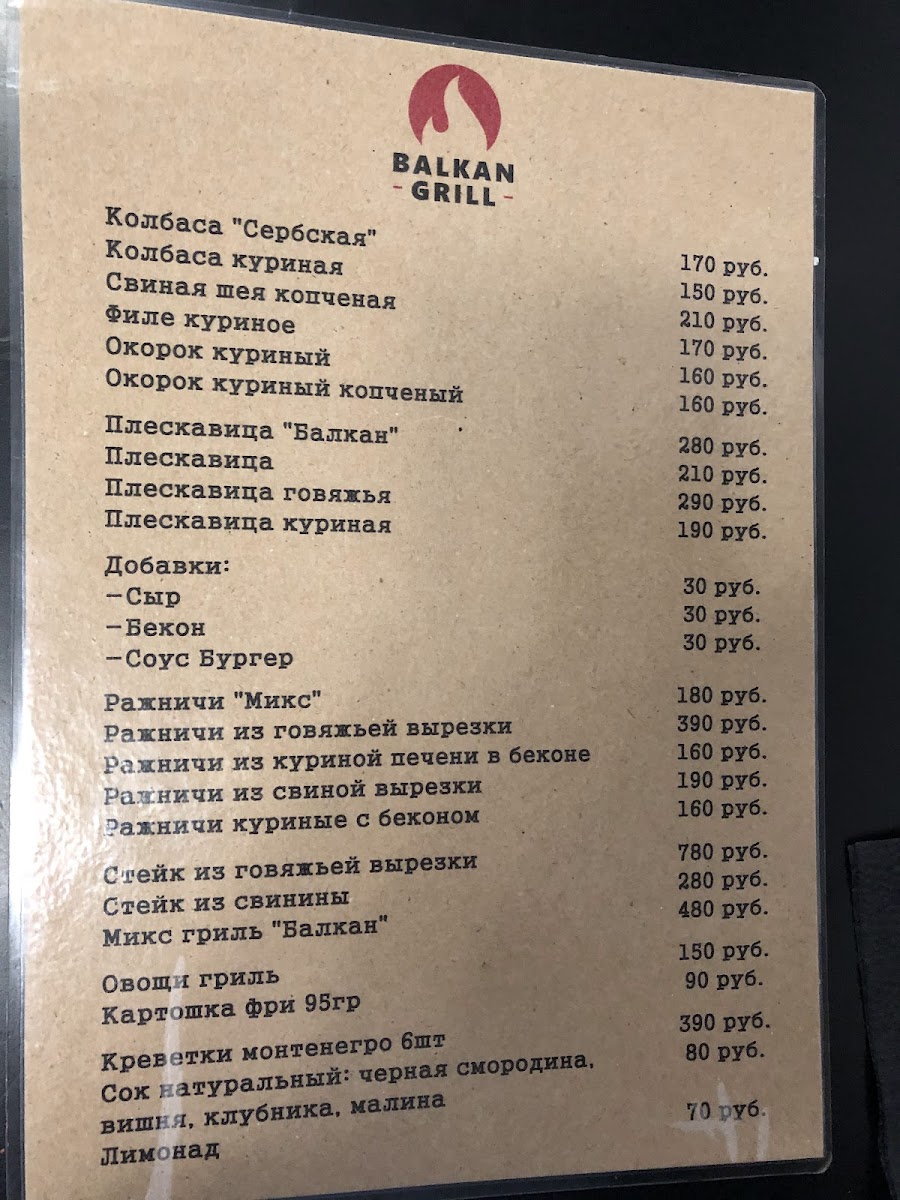 BALKAN
- GRILL -
Колбаса "Сербская" 170 руб.
Колбаса куриная 150 руб.
Свиная шея копченая 210 руб.
Филе куриное 170 руб.
Окорок куриный 160 руб.
Окорок куриный копченый 160 руб.
Плескавица "Балкан" 280 руб.
Плескавица 210 руб.
Плескавица говяжья 290 руб.
Плескавица куриная 190 руб.
Добавки:
—Сыр 30 руб.
—Бекон 30 руб.
—Соус Бургер 30 руб.
Ражничи "Микс" 180 руб.
Ражничи из говяжьей вырезки 390 руб.
Ражничи из куриной печени в беконе 160 руб.
Ражничи из свиной вырезки 190 руб.
Ражничи куриные с беконом 160 руб.
Стейк из говяжьей вырезки 780 руб.
Стейк из свинины 280 руб.
Микс гриль "Балкан" 480 руб.
Овощи гриль 150 руб.
Картошка фри 95гр 90 руб.
Креветки монтенегро 6шт 390 руб.
Сок натуральный: черная смородина, 80 руб.
вишня, клубника, малина
Лимонад 70 руб.